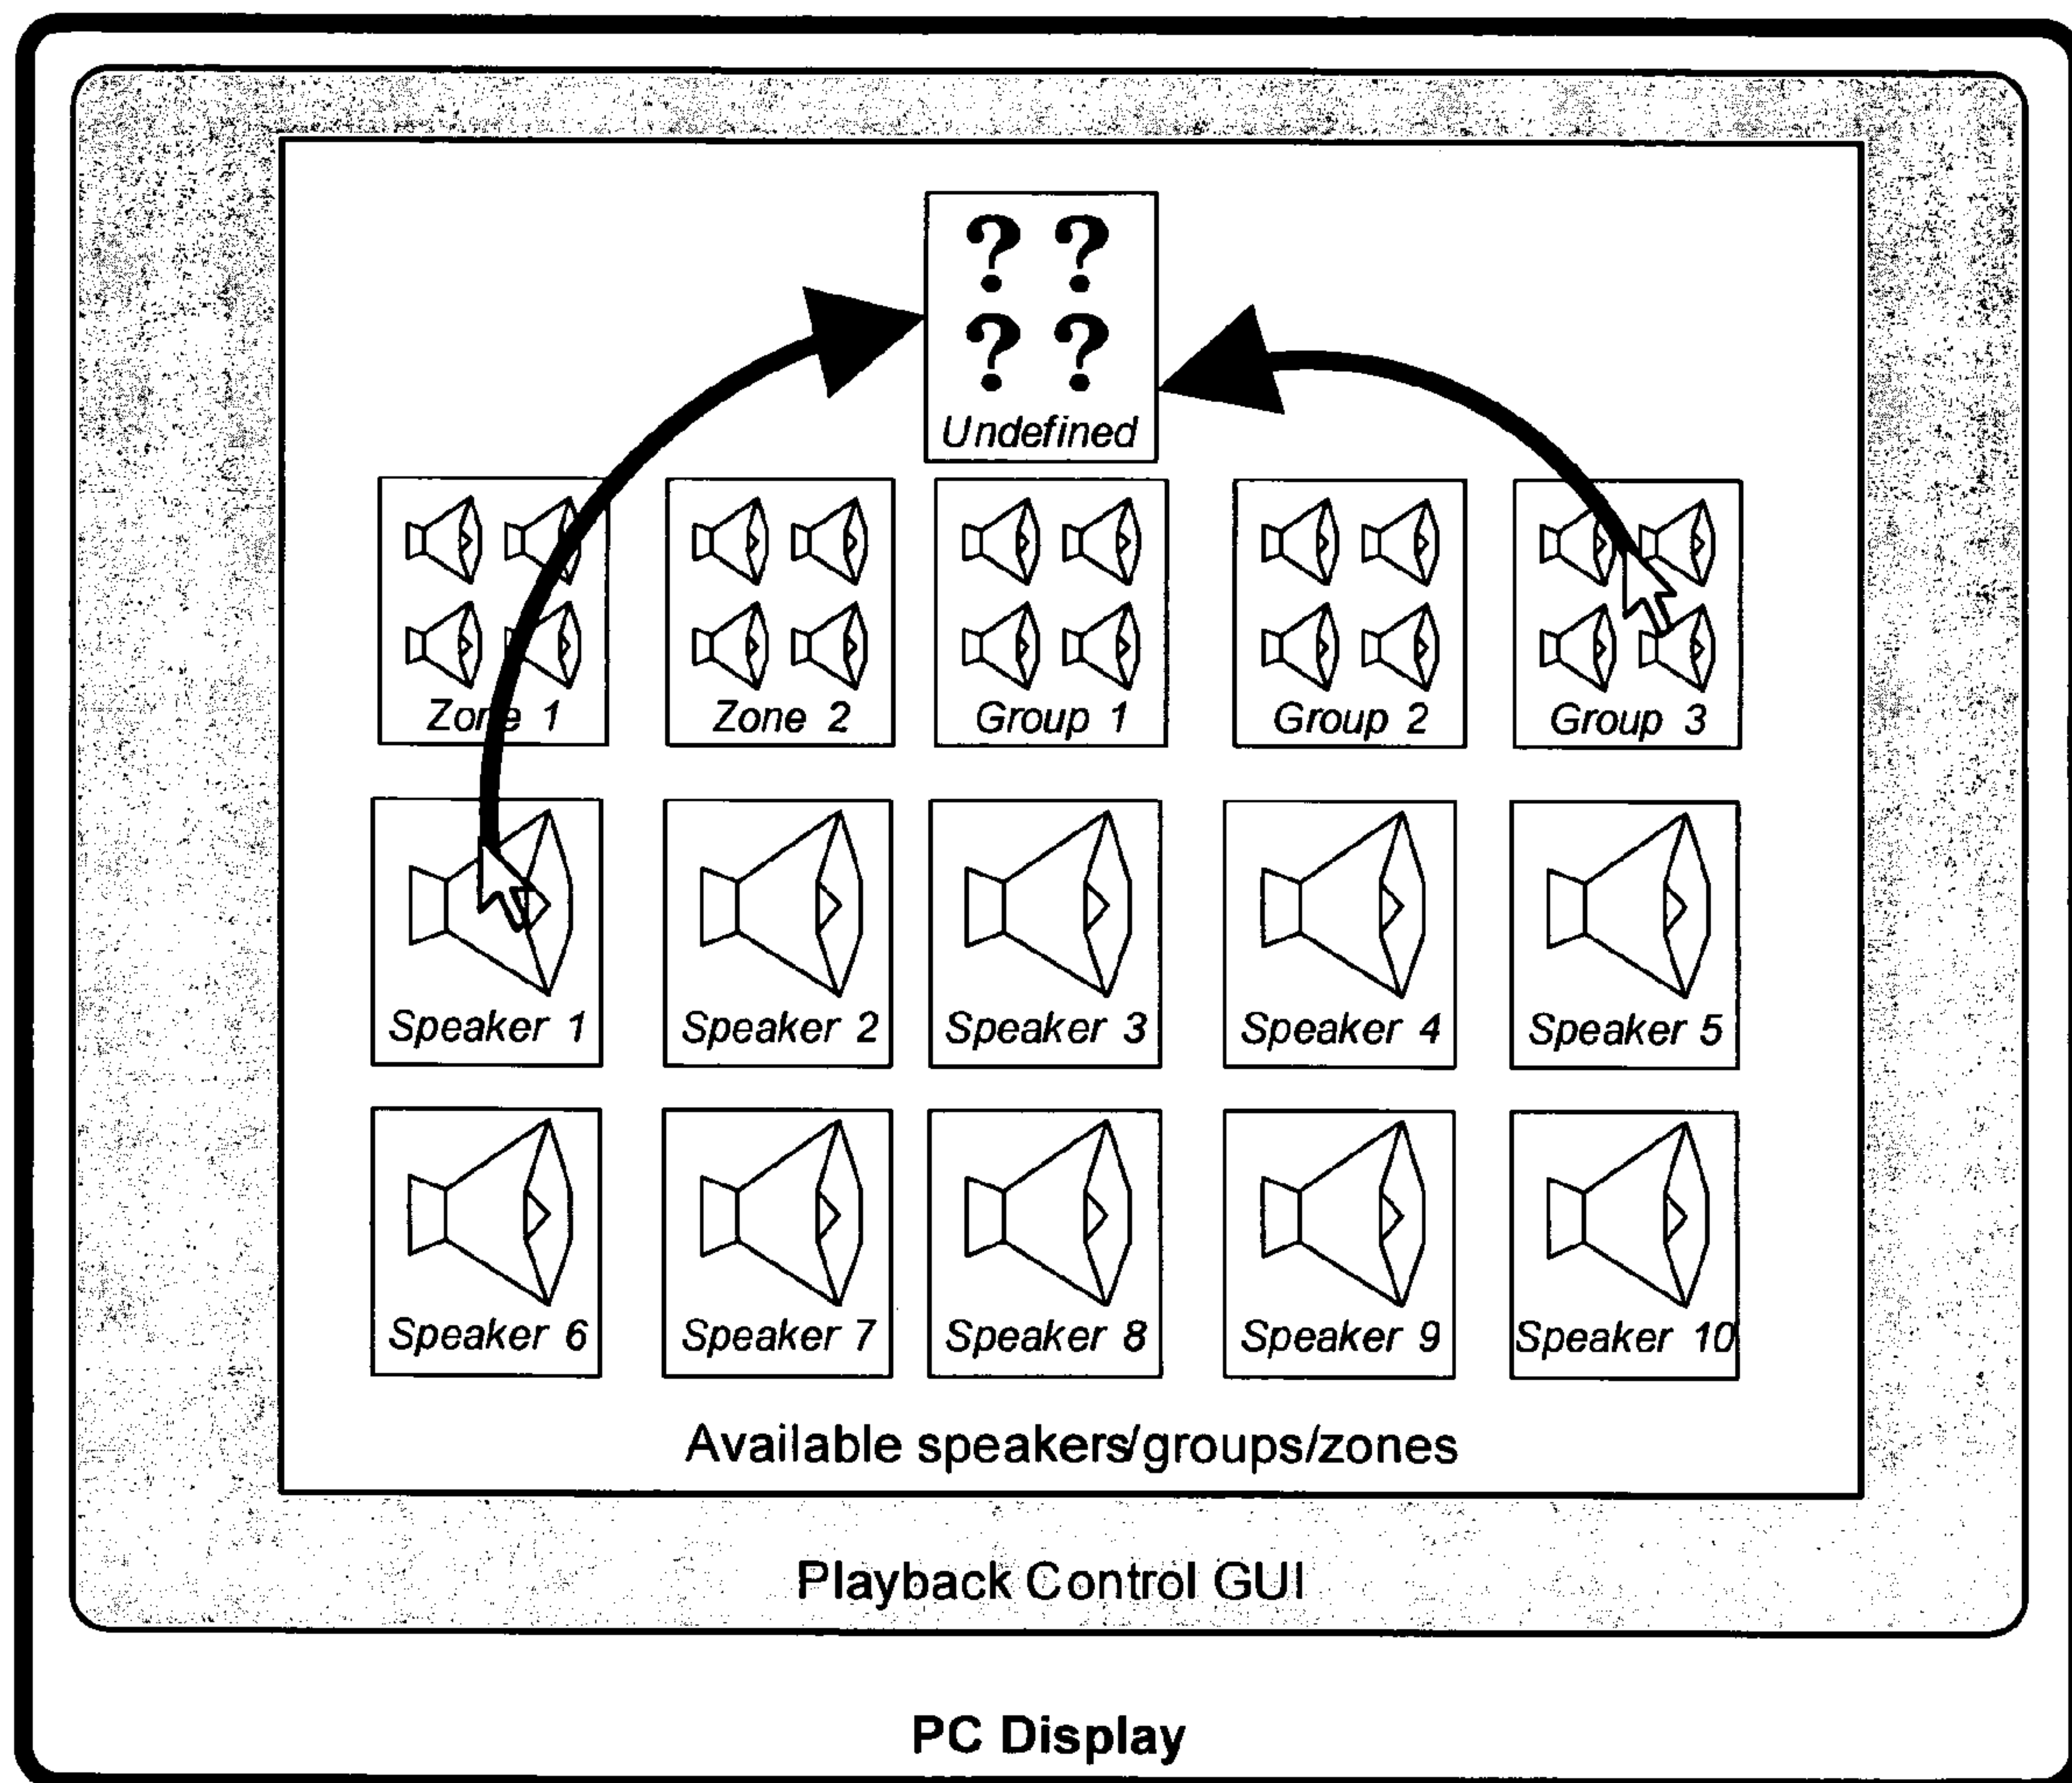 ? ?
? ?
Undefined
Zone 1 Zone 2 Group 1 Group 2 Group 3
Speaker 1 Speaker 2 Speaker 3 Speaker 4 Speaker 5
Speaker 6 Speaker 7 Speaker 8 Speaker 9 Speaker 10
Available speakers/groups/zones
Playback Control GUI
PC Display